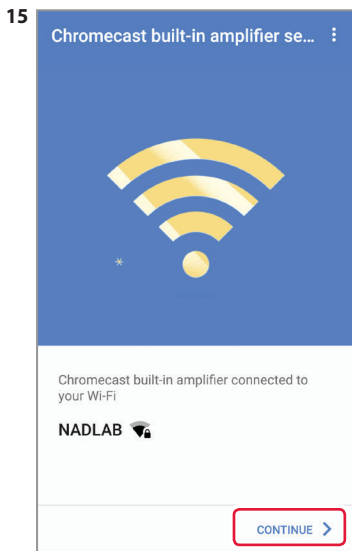 15
Chromecast built-in amplifier se...
Chromecast built-in amplifier connected to
your Wi-Fi
NADLAB
CONTINUE